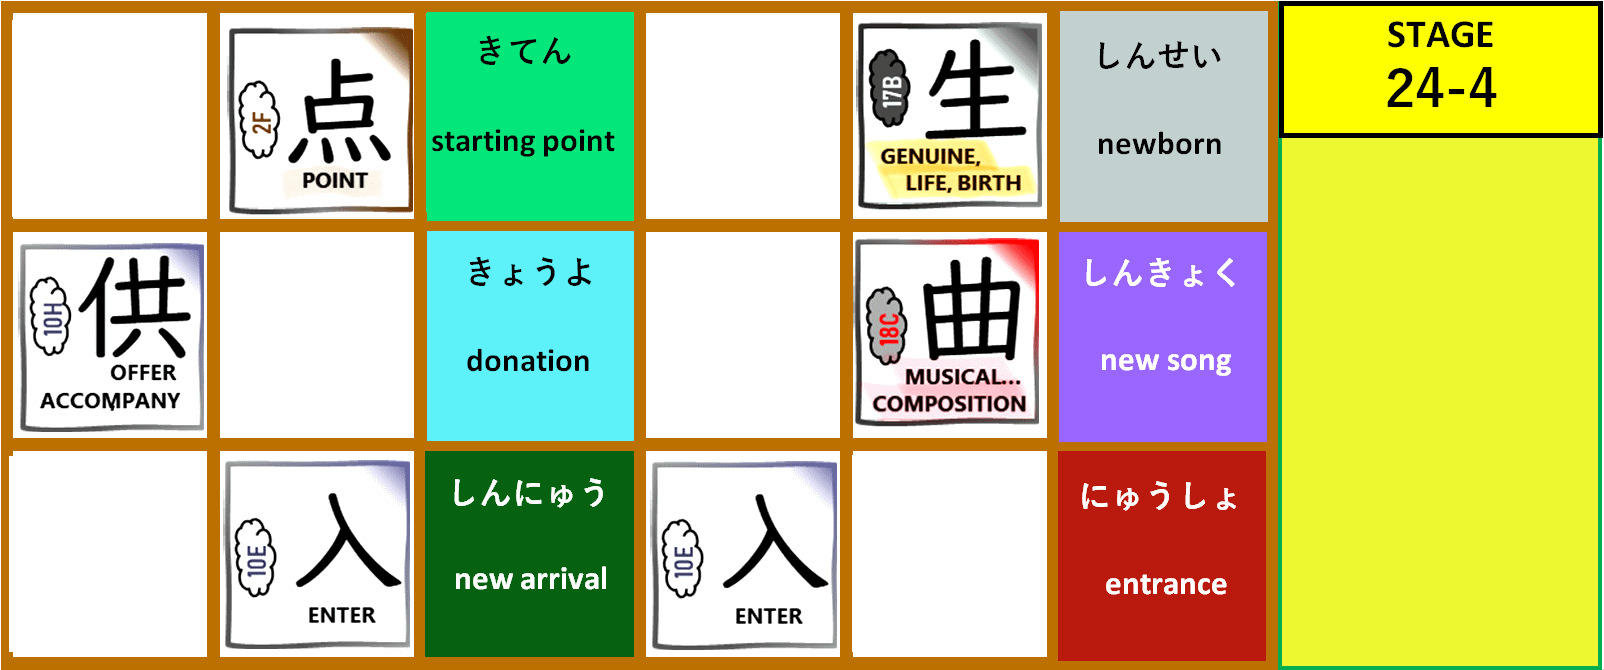 2F
点
POINT
きてん
starting point
17B
生
GENUINE,
LIFE, BIRTH
しんせい
newborn
STAGE
24-4
10H
供
OFFER
ACCOMPANY
きょうよ
donation
18C
曲
MUSICAL...
COMPOSITION
しんきょく
new song
10E
入
ENTER
しんにゅう
new arrival
10E
入
ENTER
にゅうしょ
entrance